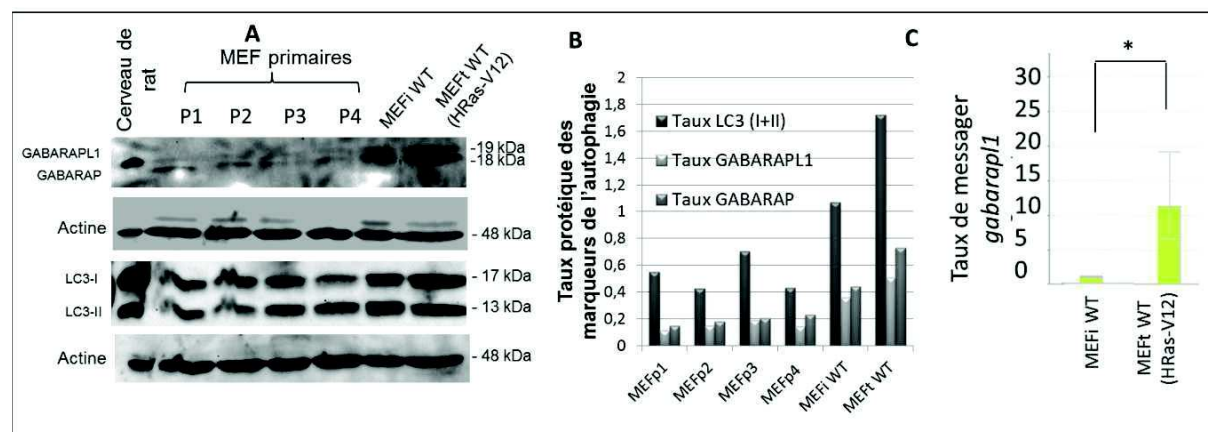 A
Cerveau de
rat
MEF primaires
P1
P2
P3
P4
MEFi WT
MEFt WT
(HRas-V12)
GABARAPL1
GABARAP
- 19 kDa
- 18 kDa
Actine
- 48 kDa
LC3-I
- 17 kDa
LC3-II
- 13 kDa
Actine
- 48 kDa
B
Taux protéique des
marqueurs de l'autophagie
2
1,8
1,6
1,4
1,2
1
0,8
0,6
0,4
0,2
0
Taux LC3 (I+II)
Taux GABARAPL1
Taux GABARAP
MEFp1
MEFp2
MEFp3
MEFp4
MEFi WT
MEFt WT
C
*
Taux de messager
gabarapl1
30
25
20
15
10
5
0
MEFi WT
MEFt WT
(HRas-V12)